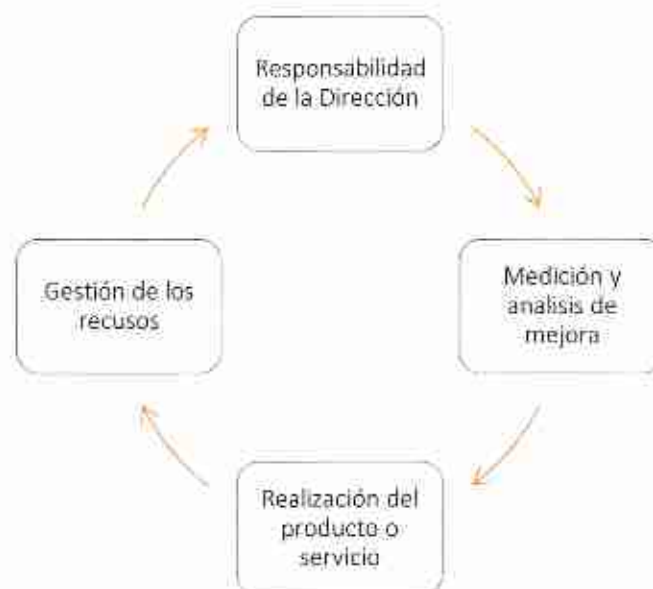 Responsabilidad
de la Dirección
Medición y
analisis de
mejora
Realización del
producto o
servicio
Gestión de los
recusos